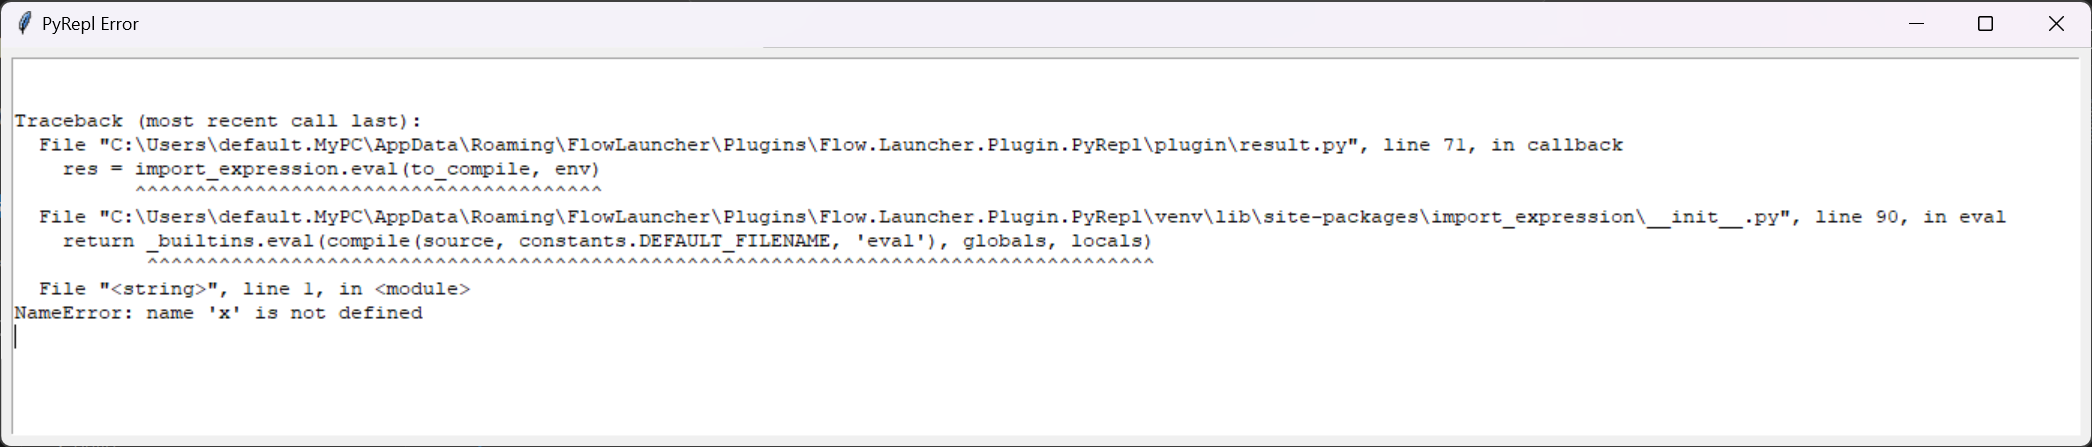 PyRepl Error
Traceback (most recent call last):
  File "C:\Users\default.MyPC\AppData\Roaming\FlowLauncher\Plugins\Flow.Launcher.Plugin.PyRepl\plugin\result.py", line 71, in callback
    res = import_expression.eval(to_compile, env)
          ^^^^^^^^^^^^^^^^^^^^^^^^^^^^^^^^^^^^^^^
  File "C:\Users\default.MyPC\AppData\Roaming\FlowLauncher\Plugins\Flow.Launcher.Plugin.PyRepl\venv\lib\site-packages\import_expression\__init__.py", line 90, in eval
    return _builtins.eval(compile(source, constants.DEFAULT_FILENAME, 'eval'), globals, locals)
           ^^^^^^^^^^^^^^^^^^^^^^^^^^^^^^^^^^^^^^^^^^^^^^^^^^^^^^^^^^^^^^^^^^^^^^^^^^^^^^^^^^^^
  File "<string>", line 1, in <module>
NameError: name 'x' is not defined